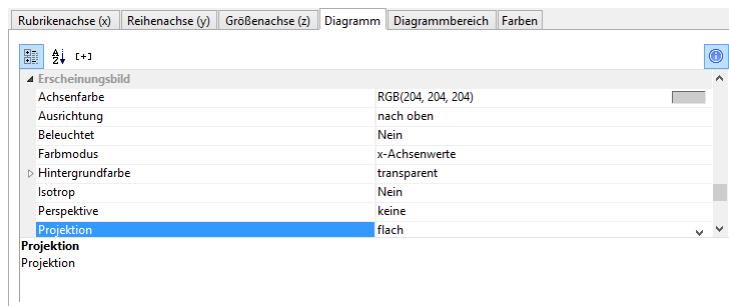 Rubrikenachse (x) Reihenachse (y) Größenachse (z) Diagramm Diagrammbereich Farben
A Z [+] i
Erscheinungsbild
Achsenfarbe RGB(204, 204, 204)
Ausrichtung nach oben
Beleuchtet Nein
Farbmodus x-Achsenwerte
Hintergrundfarbe transparent
Isotrop Nein
Perspektive keine
Projektion flach
Projektion
Projektion